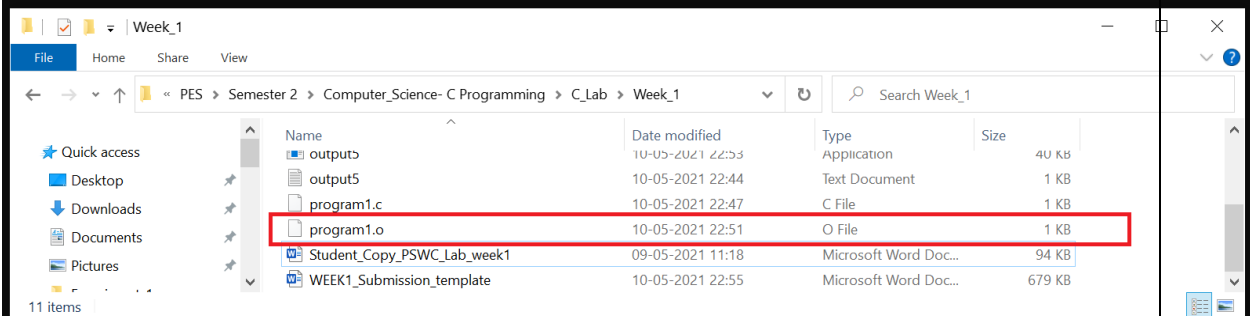 Week_1
File Home Share View
« PES > Semester 2 > Computer_Science- C Programming > C_Lab > Week_1 Search Week_1
Name Date modified Type Size
Quick access output5 10-05-2021 22:53 Application 40 KB
Desktop output5 10-05-2021 22:44 Text Document 1 KB
Downloads program1.c 10-05-2021 22:47 C File 1 KB
Documents program1.o 10-05-2021 22:51 O File 1 KB
Pictures Student_Copy_PSWC_Lab_week1 09-05-2021 11:18 Microsoft Word Doc... 94 KB
WEEK1_Submission_template 10-05-2021 22:55 Microsoft Word Doc... 679 KB
11 items